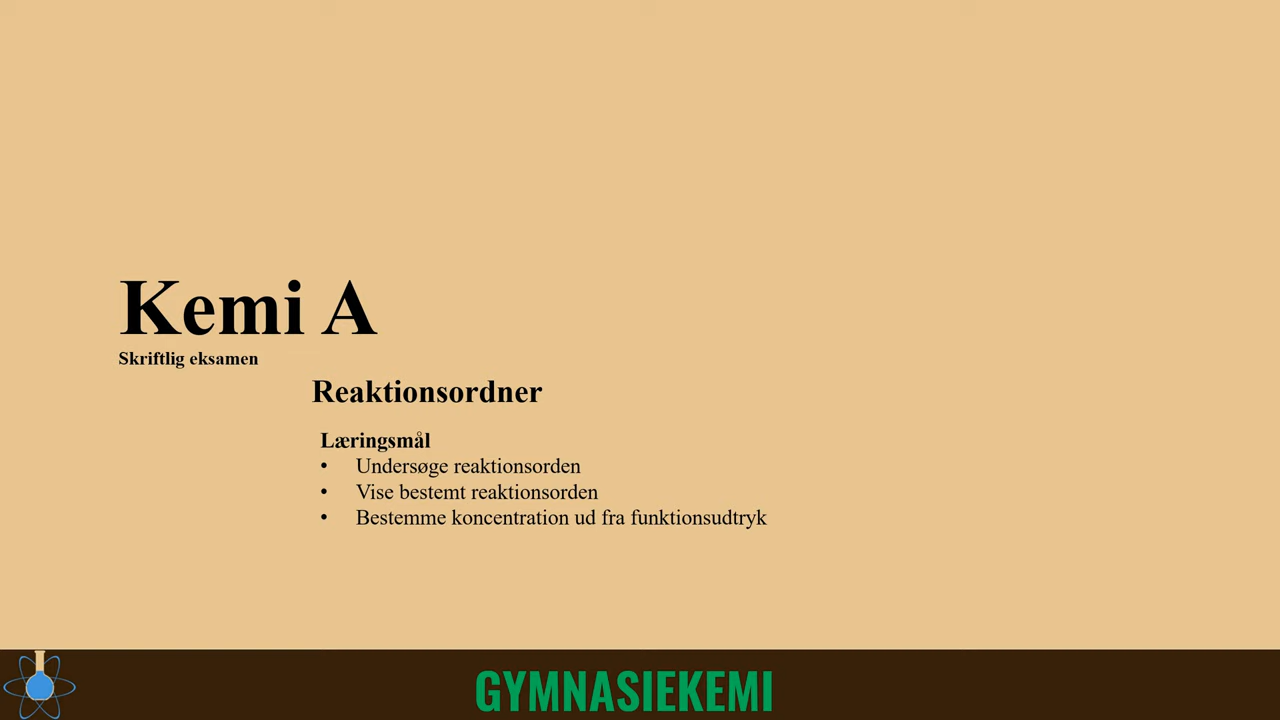 Kemi A
Skriftlig eksamen
Reaktionsordner
Læringsmål
• Undersøge reaktionsorden
• Vise bestemt reaktionsorden
• Bestemme koncentration ud fra funktionsudtryk
GYMNASIEKEMI